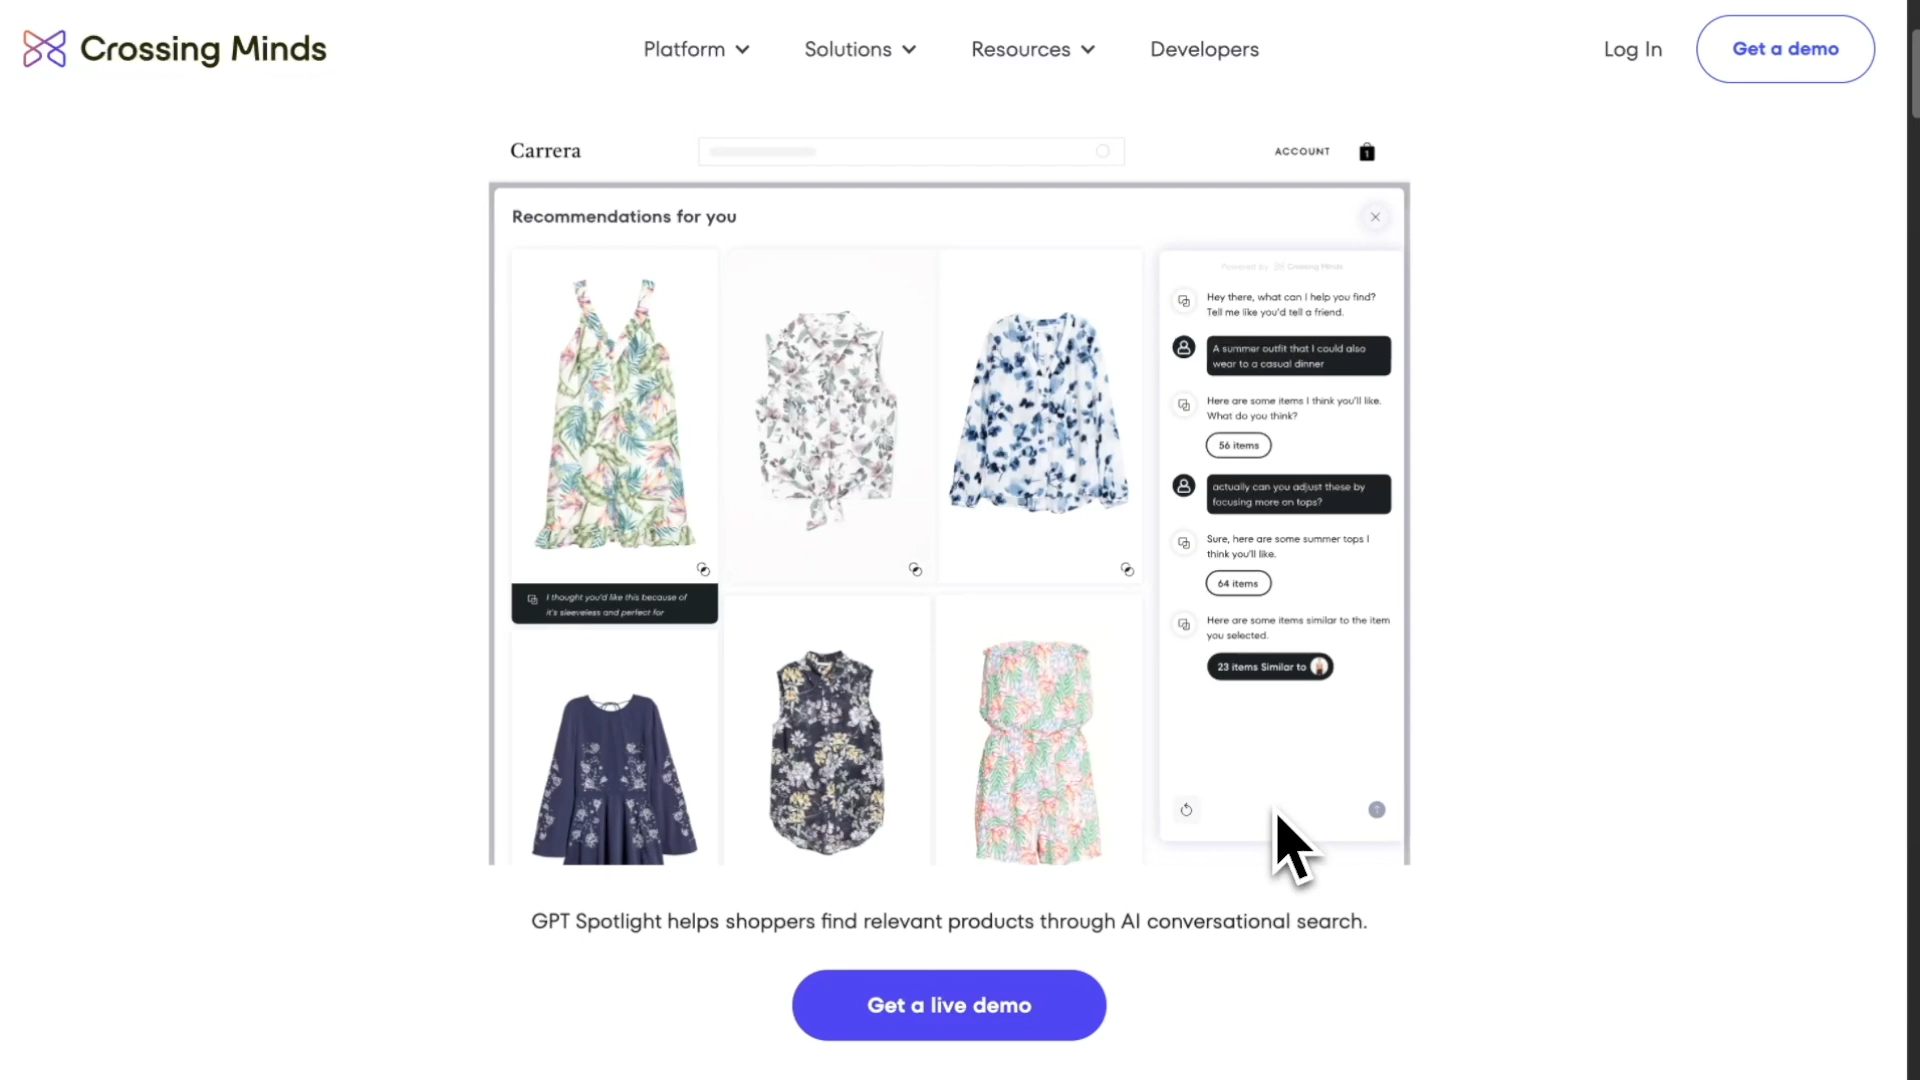 Crossing Minds
Platform
Solutions
Resources
Developers
Log In
Get a demo
Carrera
ACCOUNT
1
Recommendations for you
Powered by Crossing Minds
Hey there, what can I help you find?
Tell me like you'd tell a friend.
A summer outfit that I could also
wear to a casual dinner
Here are some items I think you'll like.
What do you think?
56 items
actually can you adjust these by
focusing more on tops?
Sure, here are some summer tops I
think you'll like.
64 items
Here are some items similar to the item
you selected.
23 items Similar to
I thought you'd like this because of
it's sleeveless and perfect for
GPT Spotlight helps shoppers find relevant products through AI conversational search.
Get a live demo